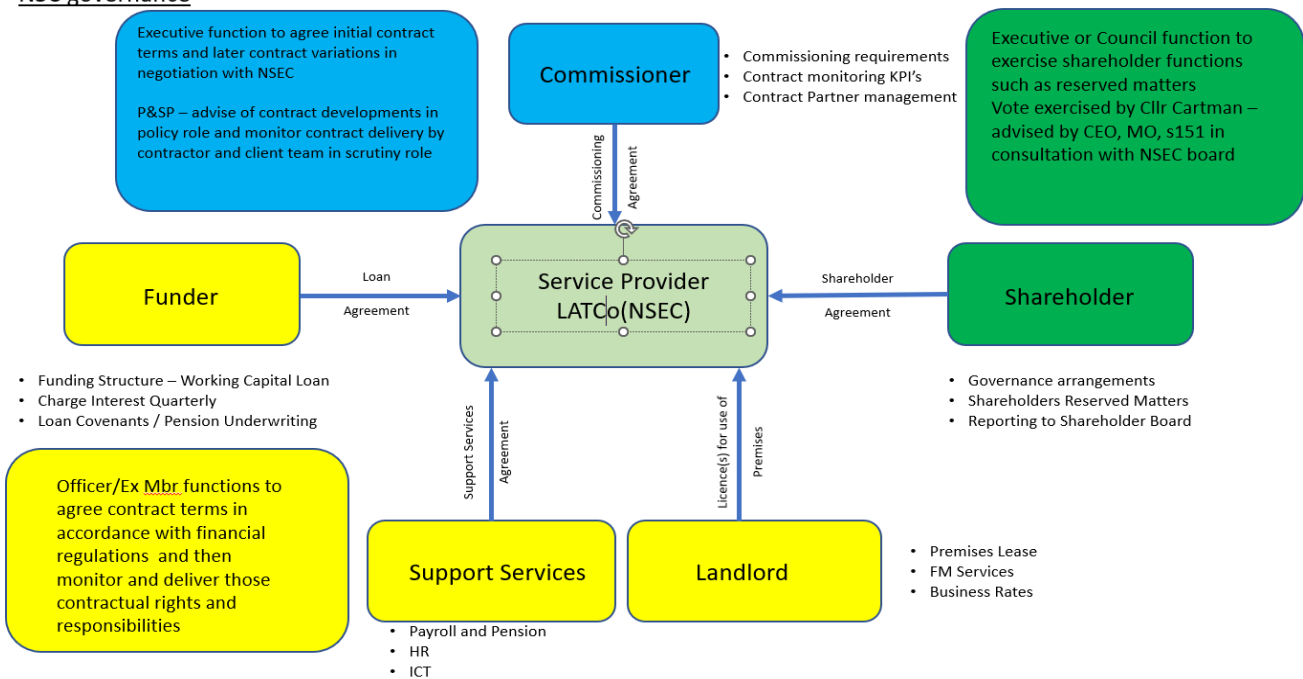 NSC governance
Executive function to agree initial contract
terms and later contract variations in
negotiation with NSEC
P&SP – advise of contract developments in
policy role and monitor contract delivery by
contractor and client team in scrutiny role
Commissioner
• Commissioning requirements
• Contract monitoring KPI's
• Contract Partner management
Executive or Council function to
exercise shareholder functions
such as reserved matters
Vote exercised by Cllr Cartman –
advised by CEO, MO, s151 in
consultation with NSEC board
Commissioning
Agreement
Funder
Loan
Agreement
Service Provider
LATCo(NSEC)
Shareholder
Agreement
Shareholder
• Funding Structure – Working Capital Loan
• Charge Interest Quarterly
• Loan Covenants / Pension Underwriting
• Governance arrangements
• Shareholders Reserved Matters
• Reporting to Shareholder Board
Support Services
Agreement
Licence(s) for use of
Premises
Officer/Ex Mbr functions to
agree contract terms in
accordance with financial
regulations and then
monitor and deliver those
contractual rights and
responsibilities
Support Services
Landlord
• Premises Lease
• FM Services
• Business Rates
• Payroll and Pension
• HR
• ICT